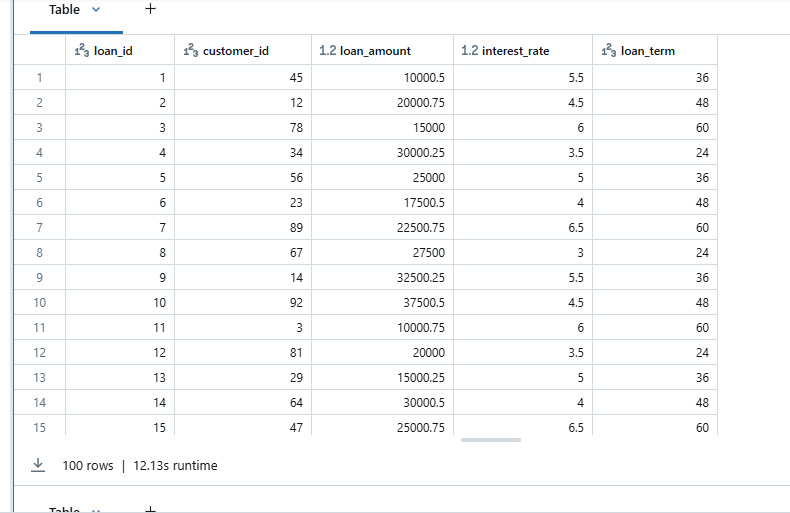 Table +
1²3 loan_id 1²3 customer_id 1.2 loan_amount 1.2 interest_rate 1²3 loan_term
1 1 45 10000.5 5.5 36
2 2 12 20000.75 4.5 48
3 3 78 15000 6 60
4 4 34 30000.25 3.5 24
5 5 56 25000 5 36
6 6 23 17500.5 4 48
7 7 89 22500.75 6.5 60
8 8 67 27500 3 24
9 9 14 32500.25 5.5 36
10 10 92 37500.5 4.5 48
11 11 3 10000.75 6 60
12 12 81 20000 3.5 24
13 13 29 15000.25 5 36
14 14 64 30000.5 4 48
15 15 47 25000.75 6.5 60
100 rows | 12.13s runtime
Table +